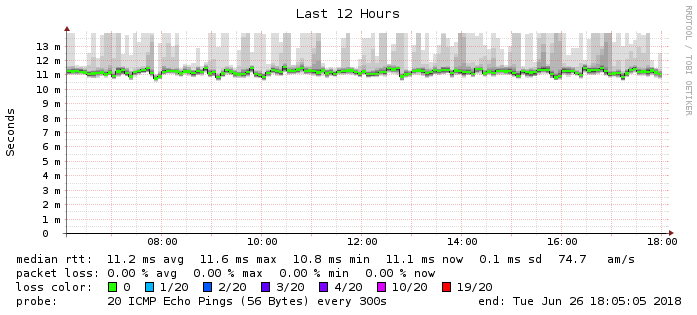 Last 12 Hours
RRDTOOL / TOBI OETIKER
Seconds
13 m
12 m
11 m
10 m
9 m
8 m
7 m
6 m
5 m
4 m
3 m
2 m
1 m
0
08:00 10:00 12:00 14:00 16:00 18:00
median rtt: 11.2 ms avg 11.6 ms max 10.8 ms min 11.1 ms now 0.1 ms sd 74.7 am/s
packet loss: 0.00 % avg 0.00 % max 0.00 % min 0.00 % now
loss color: 0 1/20 2/20 3/20 4/20 10/20 19/20
probe: 20 ICMP Echo Pings (56 Bytes) every 300s end: Tue Jun 26 18:05:05 2018